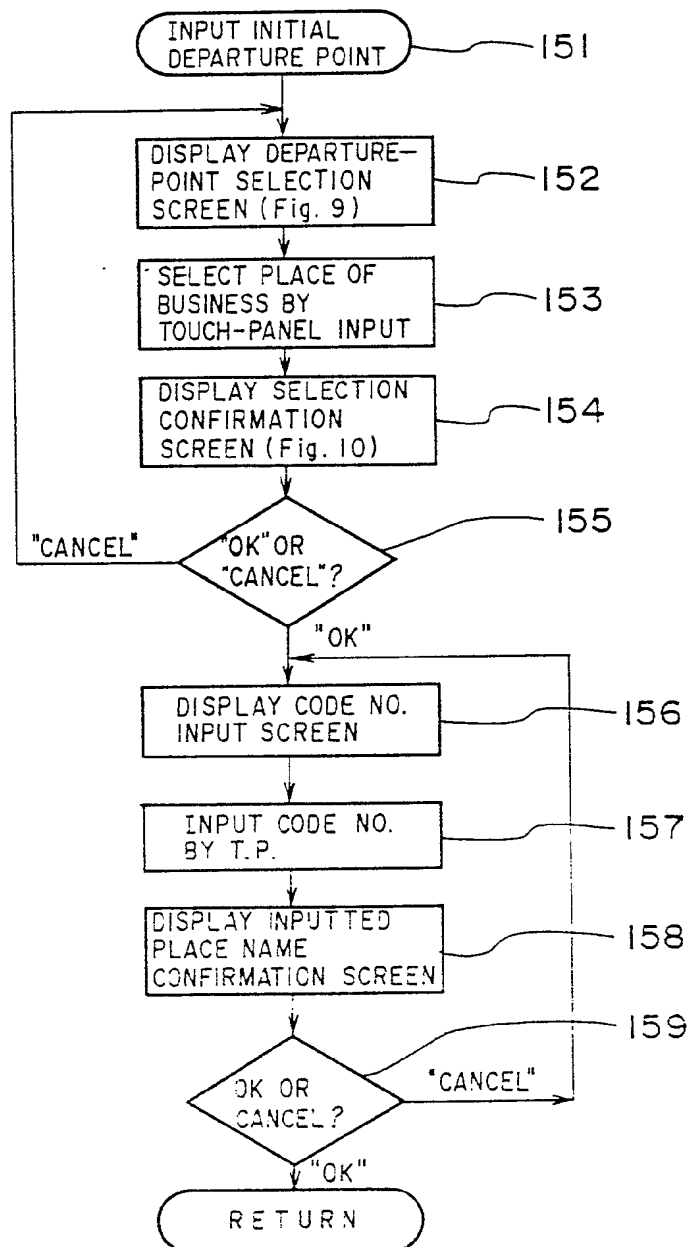 INPUT INITIAL
DEPARTURE POINT
151
DISPLAY DEPARTURE-
POINT SELECTION
SCREEN (Fig. 9)
152
SELECT PLACE OF
BUSINESS BY
TOUCH-PANEL INPUT
153
DISPLAY SELECTION
CONFIRMATION
SCREEN (Fig. 10)
154
"OK" OR
"CANCEL"?
155
"CANCEL"
"OK"
DISPLAY CODE NO.
INPUT SCREEN
156
INPUT CODE NO.
BY T.P.
157
DISPLAY INPUTTED
PLACE NAME
CONFIRMATION SCREEN
158
OK OR
CANCEL?
159
"CANCEL"
"OK"
RETURN